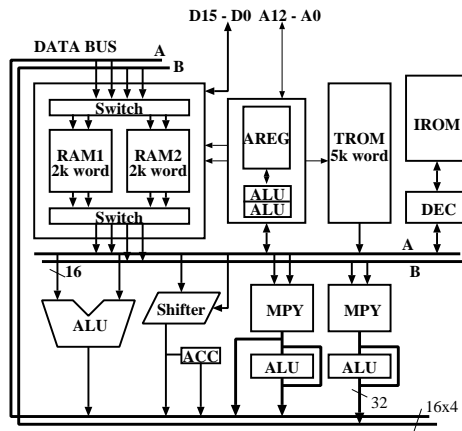 D15 - D0 A12 - A0
DATA BUS
A
B
Switch
RAM1
2k word
RAM2
2k word
Switch
AREG
ALU
ALU
TROM
5k word
IROM
DEC
A
B
16
ALU
Shifter
ACC
MPY
MPY
ALU
ALU
32
16x4